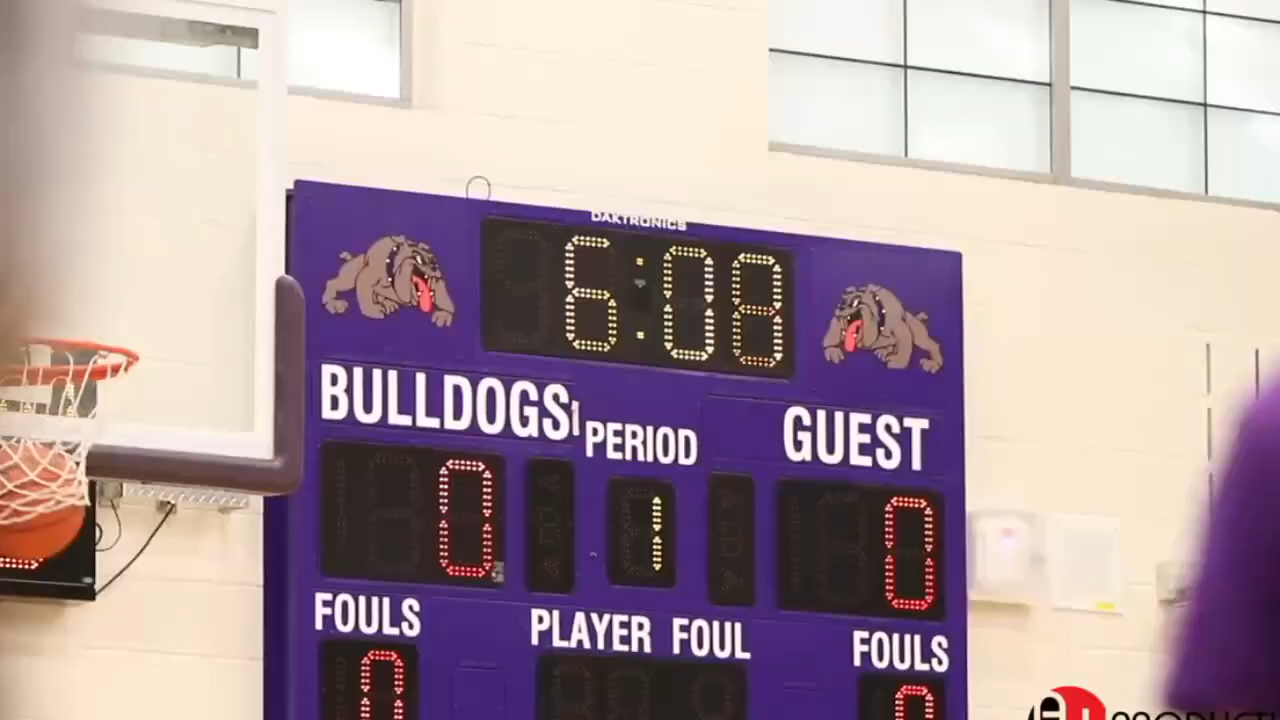 DAKTRONICS
6:08
BULLDOGS
PERIOD
GUEST
0
1
0
FOULS
PLAYER FOUL
FOULS
0
0